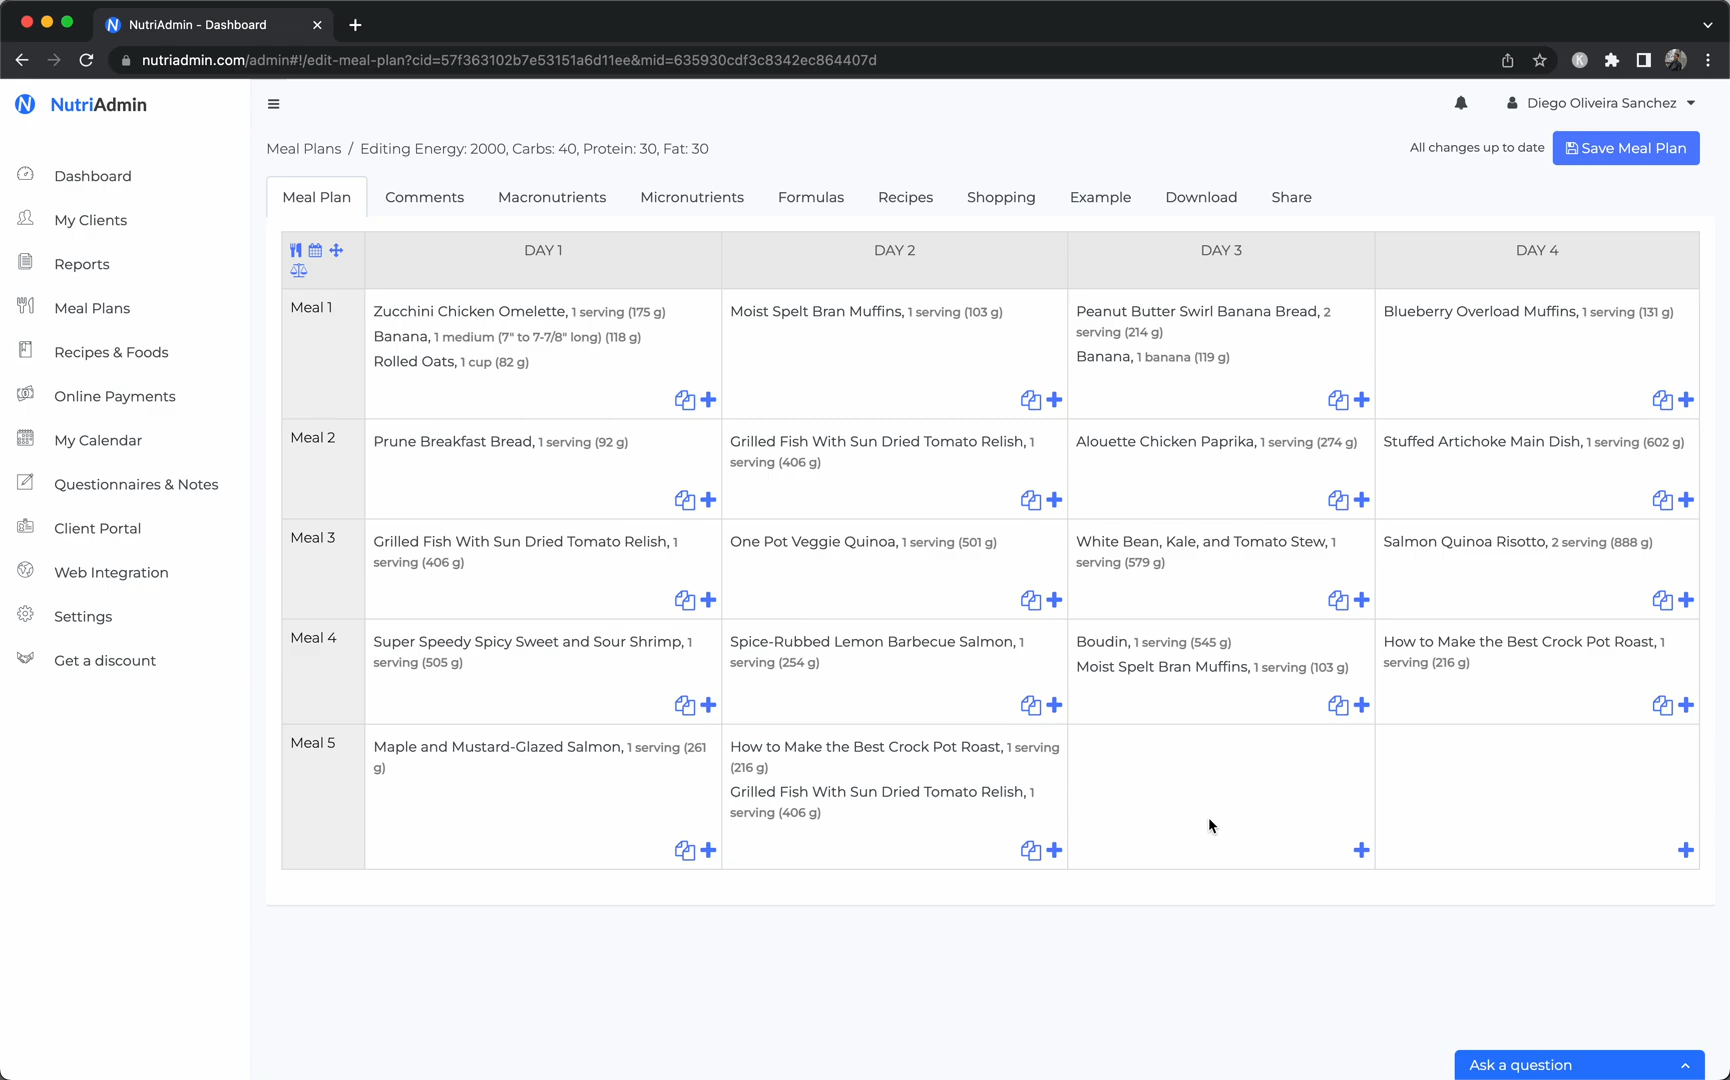 NutriAdmin - Dashboard
nutriadmin.com/admin#!/edit-meal-plan?cid=57f363102b7e53151a6d11ee&mid=635930cdf3c8342ec864407d
K
NutriAdmin
Diego Oliveira Sanchez
Meal Plans / Editing Energy: 2000, Carbs: 40, Protein: 30, Fat: 30
All changes up to date
Save Meal Plan
Dashboard
My Clients
Reports
Meal Plans
Recipes & Foods
Online Payments
My Calendar
Questionnaires & Notes
Client Portal
Web Integration
Settings
Get a discount
Meal Plan Comments Macronutrients Micronutrients Formulas Recipes Shopping Example Download Share
DAY 1 DAY 2 DAY 3 DAY 4
Meal 1
Zucchini Chicken Omelette, 1 serving (175 g)
Banana, 1 medium (7" to 7-7/8" long) (118 g)
Rolled Oats, 1 cup (82 g)
Moist Spelt Bran Muffins, 1 serving (103 g)
Peanut Butter Swirl Banana Bread, 2
serving (214 g)
Banana, 1 banana (119 g)
Blueberry Overload Muffins, 1 serving (131 g)
Meal 2
Prune Breakfast Bread, 1 serving (92 g)
Grilled Fish With Sun Dried Tomato Relish, 1
serving (406 g)
Alouette Chicken Paprika, 1 serving (274 g)
Stuffed Artichoke Main Dish, 1 serving (602 g)
Meal 3
Grilled Fish With Sun Dried Tomato Relish, 1
serving (406 g)
One Pot Veggie Quinoa, 1 serving (501 g)
White Bean, Kale, and Tomato Stew, 1
serving (579 g)
Salmon Quinoa Risotto, 2 serving (888 g)
Meal 4
Super Speedy Spicy Sweet and Sour Shrimp, 1
serving (505 g)
Spice-Rubbed Lemon Barbecue Salmon, 1
serving (254 g)
Boudin, 1 serving (545 g)
Moist Spelt Bran Muffins, 1 serving (103 g)
How to Make the Best Crock Pot Roast, 1
serving (216 g)
Meal 5
Maple and Mustard-Glazed Salmon, 1 serving (261
g)
How to Make the Best Crock Pot Roast, 1 serving
(216 g)
Grilled Fish With Sun Dried Tomato Relish, 1
serving (406 g)
Ask a question